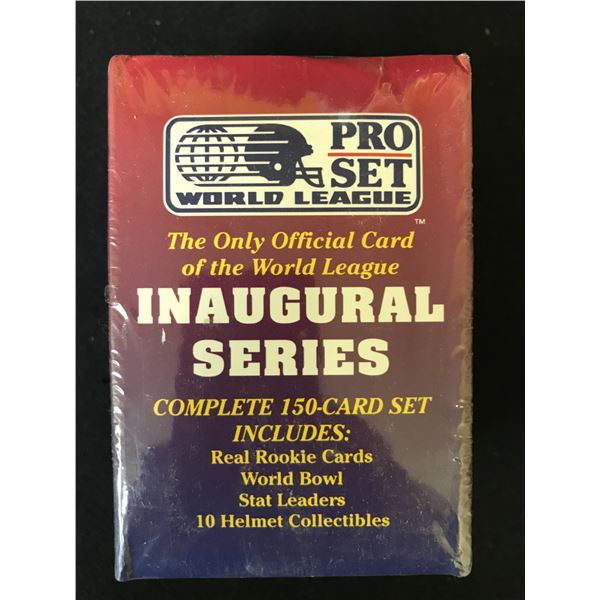 PRO
SET
WORLD LEAGUE
TM
The Only Official Card
of the World League
INAUGURAL
SERIES
COMPLETE 150-CARD SET
INCLUDES:
Real Rookie Cards
World Bowl
Stat Leaders
10 Helmet Collectibles